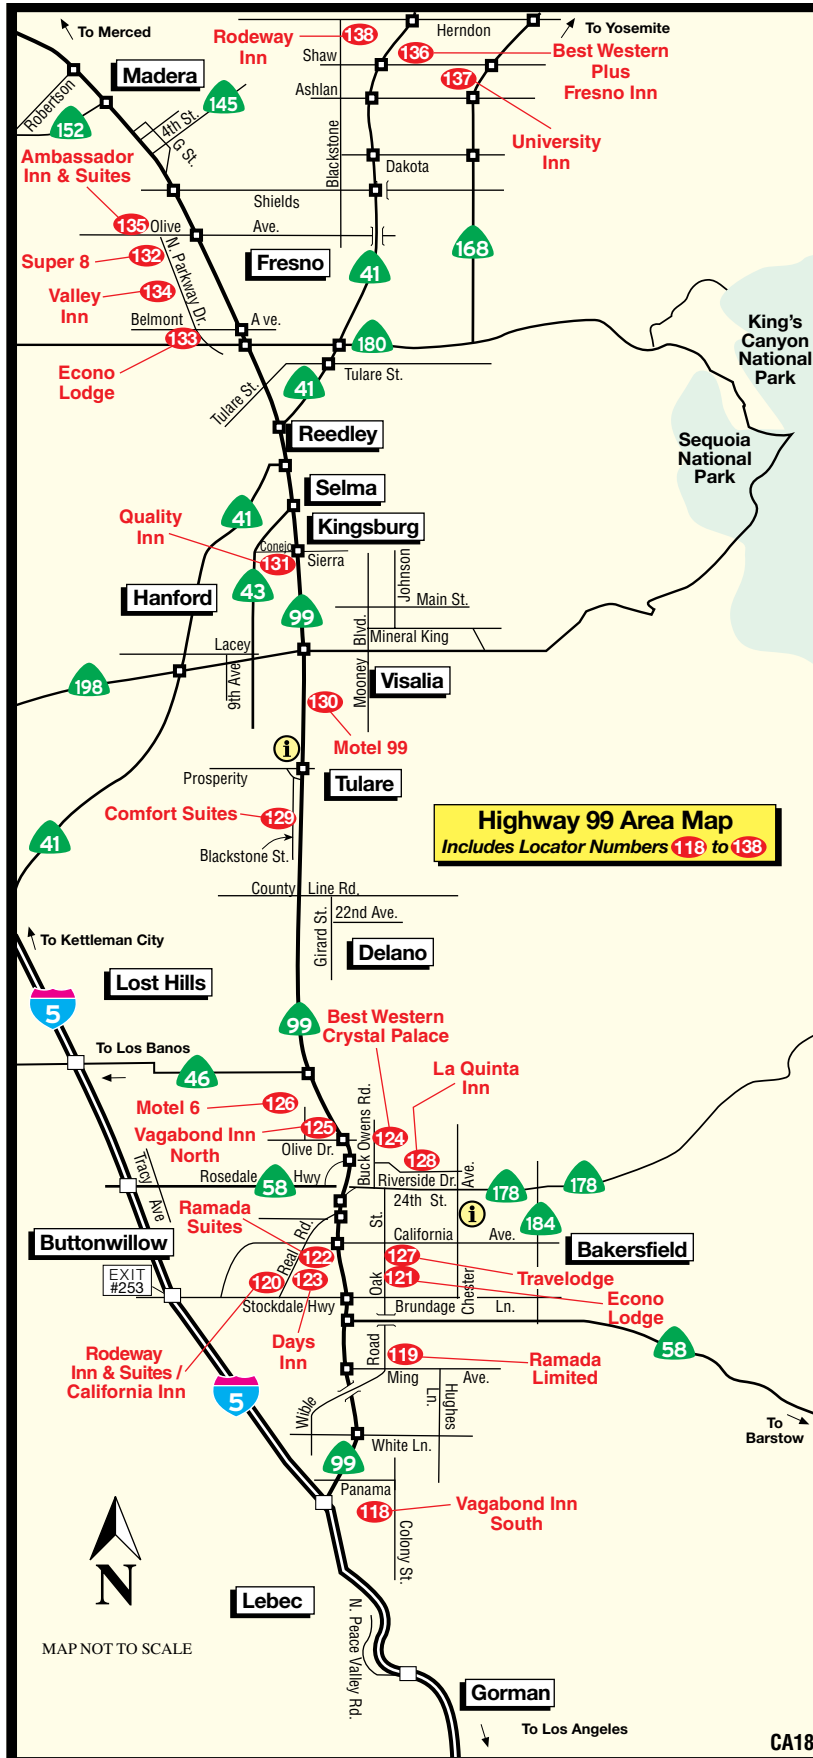 To Merced
Rodeway
Inn
138
Herndon
To Yosemite
136
Best Western
Plus
Fresno Inn
Shaw
Madera
137
Robertson
145
4th St.
Ashlan
152
G St.
University
Inn
Ambassador
Inn & Suites
Blackstone
Dakota
Shields
135
Olive
Ave.
168
Super 8
132
N. Parkway Dr.
Fresno
41
Valley
Inn
134
Belmont
Ave.
133
180
King's
Canyon
National
Park
Econo
Lodge
Tulare St.
41
Tulare St.
Reedley
Sequoia
National
Park
Selma
41
Quality
Inn
Kingsburg
Conejo
131
Sierra
Johnson
43
Hanford
99
Main St.
Blvd.
Mineral King
Lacey
198
9th Ave
Mooney
Visalia
130
Motel 99
i
Prosperity
Tulare
Comfort Suites
129
Highway 99 Area Map
Includes Locator Numbers 118 to 138
41
Blackstone St.
County Line Rd.
22nd Ave.
Girard St.
To Kettleman City
Delano
Lost Hills
5
99
Best Western
Crystal Palace
To Los Banos
46
La Quinta
Inn
Motel 6
126
Buck Owens Rd.
Vagabond Inn
North
125
124
Olive Dr.
128
Tracy
Ave
Rosedale
Hwy
58
Riverside Dr.
Ave.
178
178
24th St.
Ramada
Suites
St.
i
184
Real Rd.
California
Ave.
Buttonwillow
122
127
Bakersfield
EXIT
#253
120
123
Oak
121
Travelodge
Chester
Stockdale Hwy
Brundage
Ln.
Econo
Lodge
Days
Inn
Rodeway
Inn & Suites /
California Inn
Road
119
Ramada
Limited
58
Ming
Ave.
5
Wible
Hughes
Ln.
To
Barstow
White Ln.
99
Panama
118
Vagabond Inn
South
Colony St.
N
Lebec
MAP NOT TO SCALE
N. Peace Valley Rd.
Gorman
To Los Angeles
CA18